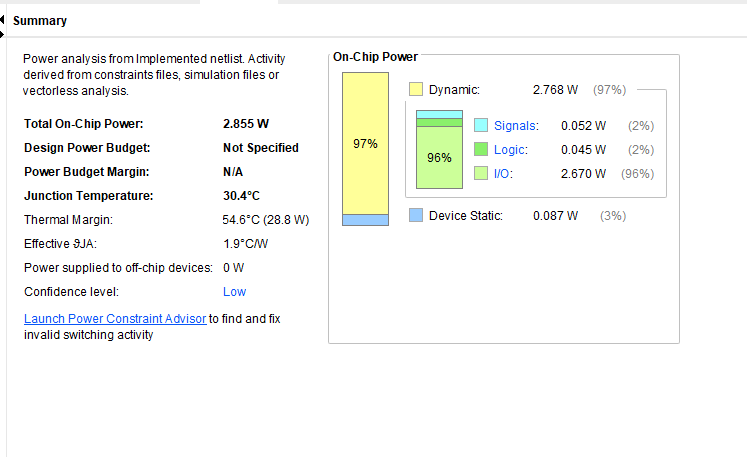 Summary
Power analysis from Implemented netlist. Activity
derived from constraints files, simulation files or
vectorless analysis.
Total On-Chip Power: 2.855 W
Design Power Budget: Not Specified
Power Budget Margin: N/A
Junction Temperature: 30.4°C
Thermal Margin: 54.6°C (28.8 W)
Effective ϑJA: 1.9°C/W
Power supplied to off-chip devices: 0 W
Confidence level: Low
Launch Power Constraint Advisor to find and fix
invalid switching activity
On-Chip Power
97%
Dynamic: 2.768 W (97%)
96%
Signals: 0.052 W (2%)
Logic: 0.045 W (2%)
I/O: 2.670 W (96%)
Device Static: 0.087 W (3%)